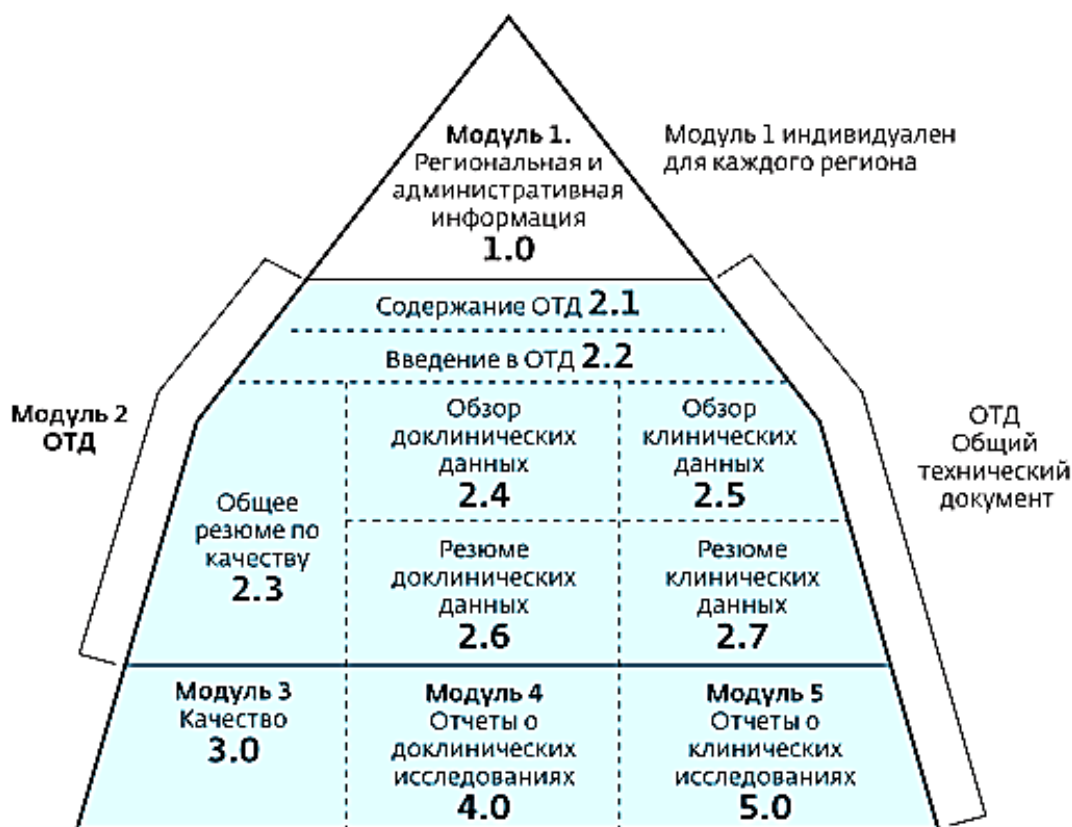 Модуль 1.
Региональная и
административная
информация
1.0
Модуль 1 индивидуален
для каждого региона
Содержание ОТД 2.1
Введение в ОТД 2.2
Модуль 2
ОТД
Общее
резюме по
качеству
2.3
Обзор
доклинических
данных
2.4
Обзор
клинических
данных
2.5
Резюме
доклинических
данных
2.6
Резюме
клинических
данных
2.7
ОТД
Общий
технический
документ
Модуль 3
Качество
3.0
Модуль 4
Отчеты о
доклинических
исследованиях
4.0
Модуль 5
Отчеты о
клинических
исследованиях
5.0